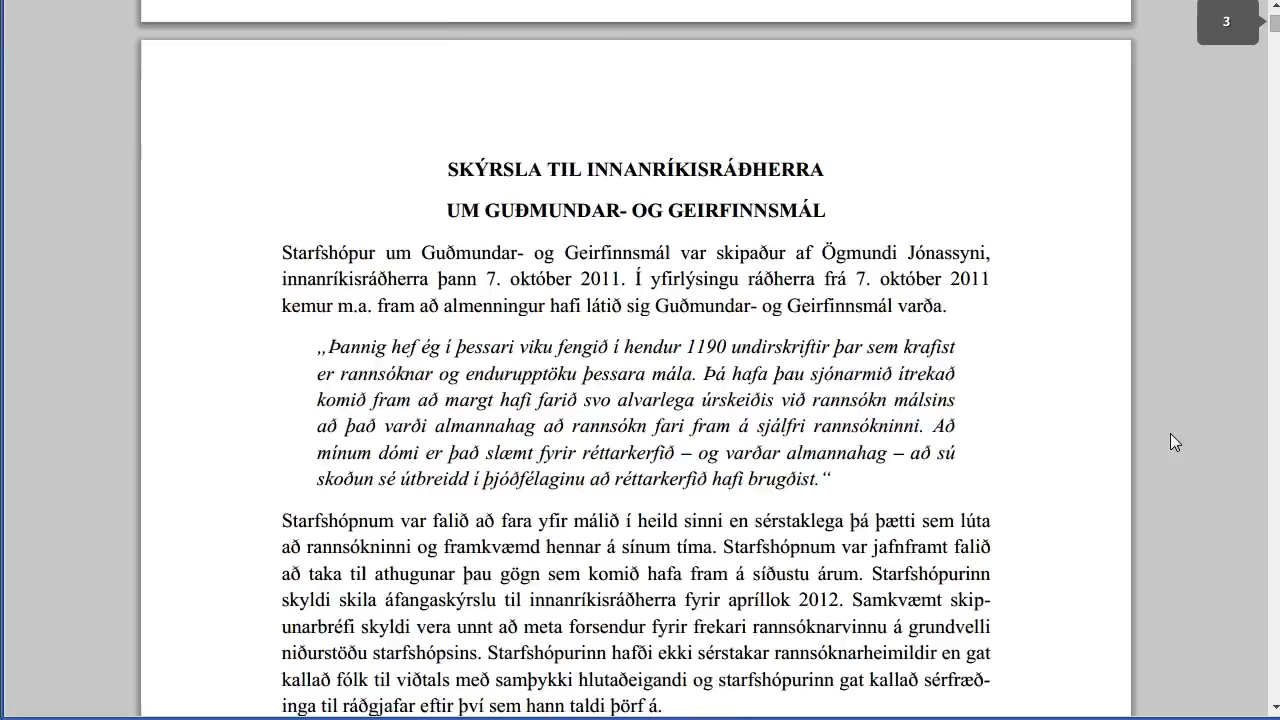 3
SKÝRSLA TIL INNANRÍKISRÁÐHERRA
UM GUÐMUNDAR- OG GEIRFINNSMÁL
Starfshópur um Guðmundar- og Geirfinnsmál var skipaður af Ögmundi Jónassyni,
innanríkisráðherra þann 7. október 2011. Í yfirlýsingu ráðherra frá 7. október 2011
kemur m.a. fram að almenningur hafi látið sig Guðmundar- og Geirfinnsmál varða.
„Þannig hef ég í þessari viku fengið í hendur 1190 undirskriftir þar sem krafist
er rannsóknar og endurupptöku þessara mála. Þá hafa þau sjónarmið ítrekað
komið fram að margt hafi farið svo alvarlega úrskeiðis við rannsókn málsins
að það varði almannahag að rannsókn fari fram á sjálfri rannsókninni. Að
mínum dómi er það slæmt fyrir réttarkerfið – og varðar almannahag – að sú
skoðun sé útbreidd í þjóðfélaginu að réttarkerfið hafi brugðist.“
Starfshópnum var falið að fara yfir málið í heild sinni en sérstaklega þá þætti sem lúta
að rannsókninni og framkvæmd hennar á sínum tíma. Starfshópnum var jafnframt falið
að taka til athugunar þau gögn sem komið hafa fram á síðustu árum. Starfshópurinn
skyldi skila áfangaskýrslu til innanríkisráðherra fyrir apríllok 2012. Samkvæmt skip-
unarbréfi skyldi vera unnt að meta forsendur fyrir frekari rannsóknarvinnu á grundvelli
niðurstöðu starfshópsins. Starfshópurinn hafði ekki sérstakar rannsóknarheimildir en gat
kallað fólk til viðtals með samþykki hlutaðeigandi og starfshópurinn gat kallað sérfræð-
inga til ráðgjafar eftir því sem hann taldi þörf á.